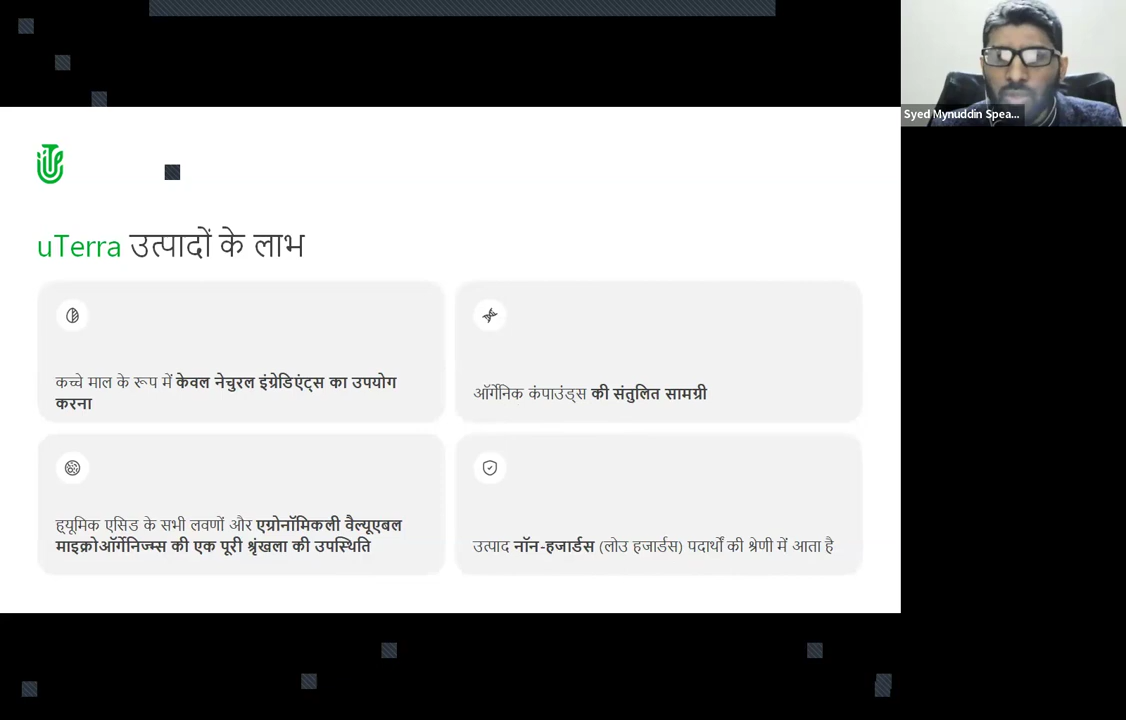 Syed Mynuddin Spea...
uTerra उत्पादों के लाभ
कच्चे माल के रूप में केवल नेचुरल इंग्रेडिएंट्स का उपयोग
करना
ऑर्गेनिक कंपाउंड्स की संतुलित सामग्री
ह्यूमिक एसिड के सभी लवणों और एग्रोनॉमिकली वैल्यूएबल
माइक्रोऑर्गेनिज्म्स की एक पूरी श्रृंखला की उपस्थिति
उत्पाद नॉन-हजार्डस (लोउ हजार्डस) पदार्थों की श्रेणी में आता है